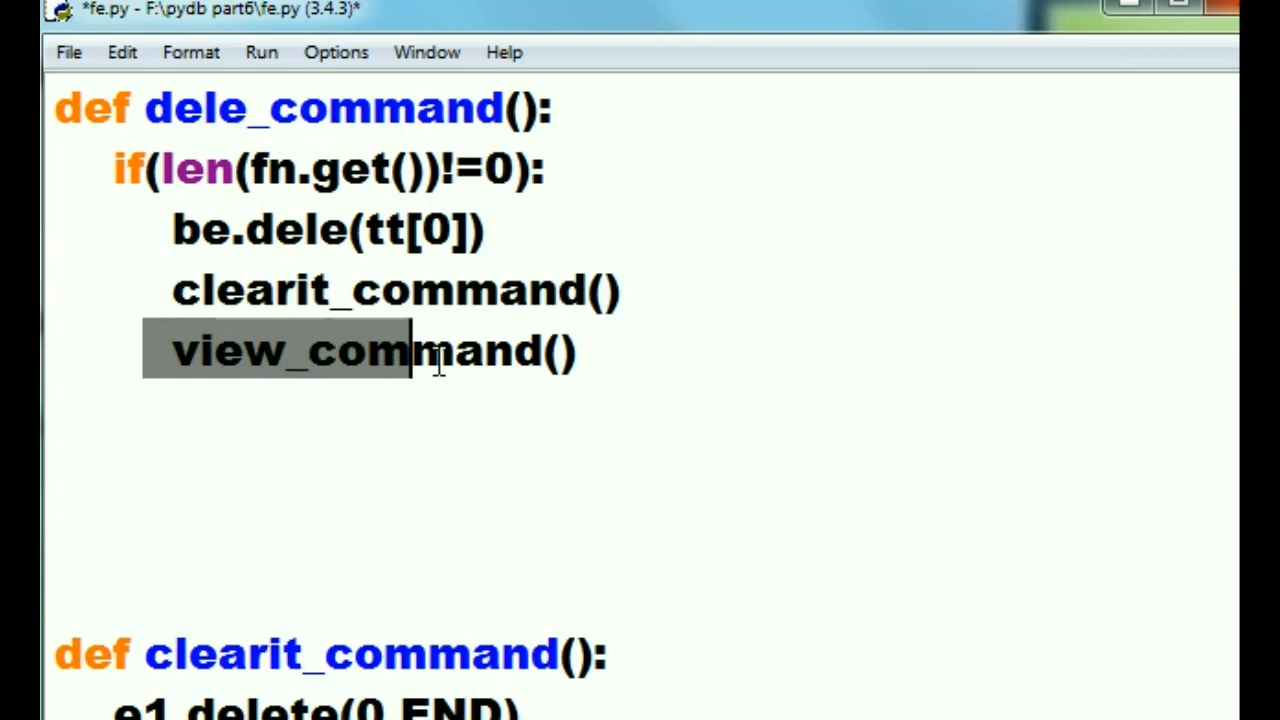 *fe.py - F:\pydb part6\fe.py (3.4.3)*
File Edit Format Run Options Window Help
def dele_command():
if(len(fn.get())!=0):
be.dele(tt[0])
clearit_command()
view_command()
def clearit_command():
e1.delete(0,END)